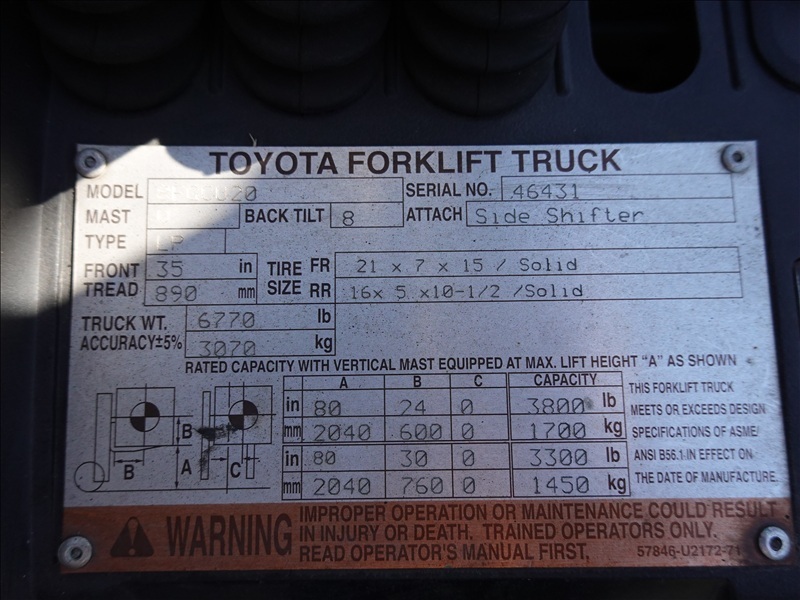 TOYOTA FORKLIFT TRUCK
MODEL SERIAL NO. 46431
MAST BACK TILT 8 ATTACH Side Shifter
TYPE LP
FRONT TREAD 35 in 890 mm
TIRE SIZE FR 21 x 7 x 15 / Solid
RR 16x 5 x10-1/2 /Solid
TRUCK WT. 6770 lb
ACCURACY±5% 3070 kg
RATED CAPACITY WITH VERTICAL MAST EQUIPPED AT MAX. LIFT HEIGHT "A" AS SHOWN
A B C CAPACITY
in 80 24 0 3800 lb
mm 2040 600 0 1700 kg
in 80 30 0 3300 lb
mm 2040 760 0 1450 kg
B A B C
THIS FORKLIFT TRUCK
MEETS OR EXCEEDS DESIGN
SPECIFICATIONS OF ASME/
ANSI B56.1 IN EFFECT ON
THE DATE OF MANUFACTURE.
WARNING
IMPROPER OPERATION OR MAINTENANCE COULD RESULT
IN INJURY OR DEATH. TRAINED OPERATORS ONLY.
READ OPERATOR'S MANUAL FIRST.
57846-U2172-71